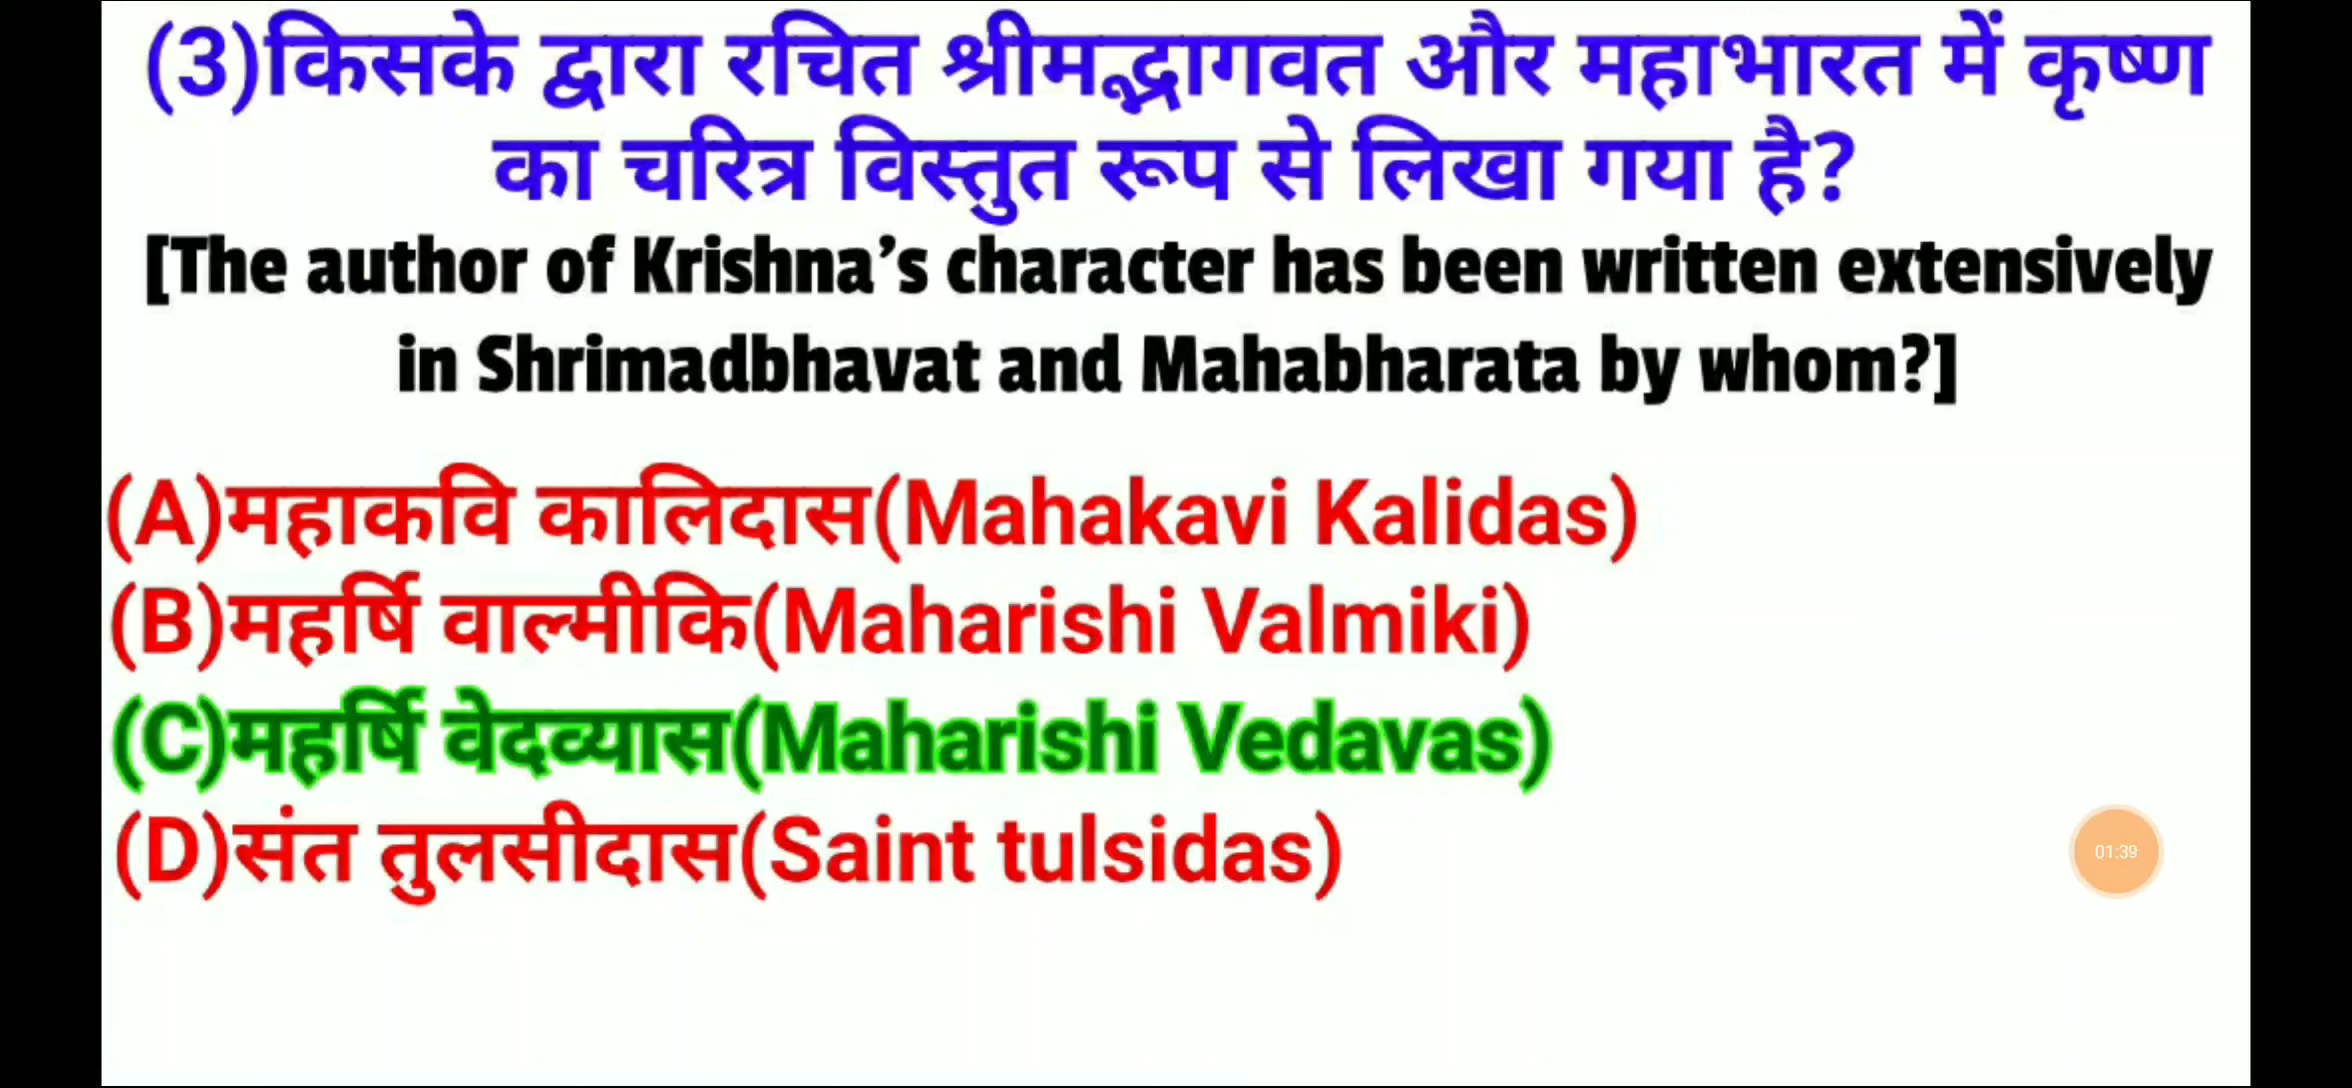 (3)किसके द्वारा रचित श्रीमद्भागवत और महाभारत में कृष्ण
का चरित्र विस्तुत रूप से लिखा गया है?
[The author of Krishna’s character has been written extensively
in Shrimadbhavat and Mahabharata by whom?]
(A)महाकवि कालिदास(Mahakavi Kalidas)
(B)महर्षि वाल्मीकि(Maharishi Valmiki)
(C)महर्षि वेदव्यास(Maharishi Vedavas)
(D)संत तुलसीदास(Saint tulsidas)
01:39